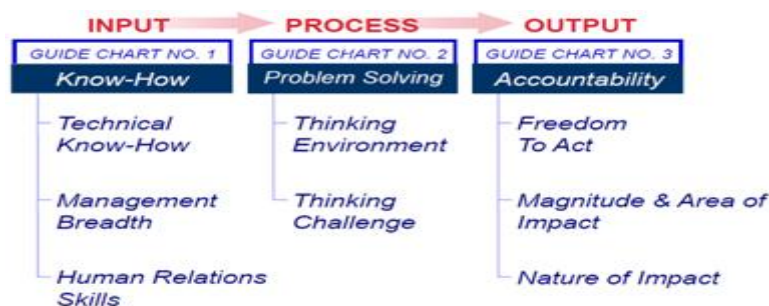 INPUT
PROCESS
OUTPUT
GUIDE CHART NO. 1
Know-How
Technical
Know-How
Management
Breadth
Human Relations
Skills
GUIDE CHART NO. 2
Problem Solving
Thinking
Environment
Thinking
Challenge
GUIDE CHART NO. 3
Accountability
Freedom
To Act
Magnitude & Area of
Impact
Nature of Impact